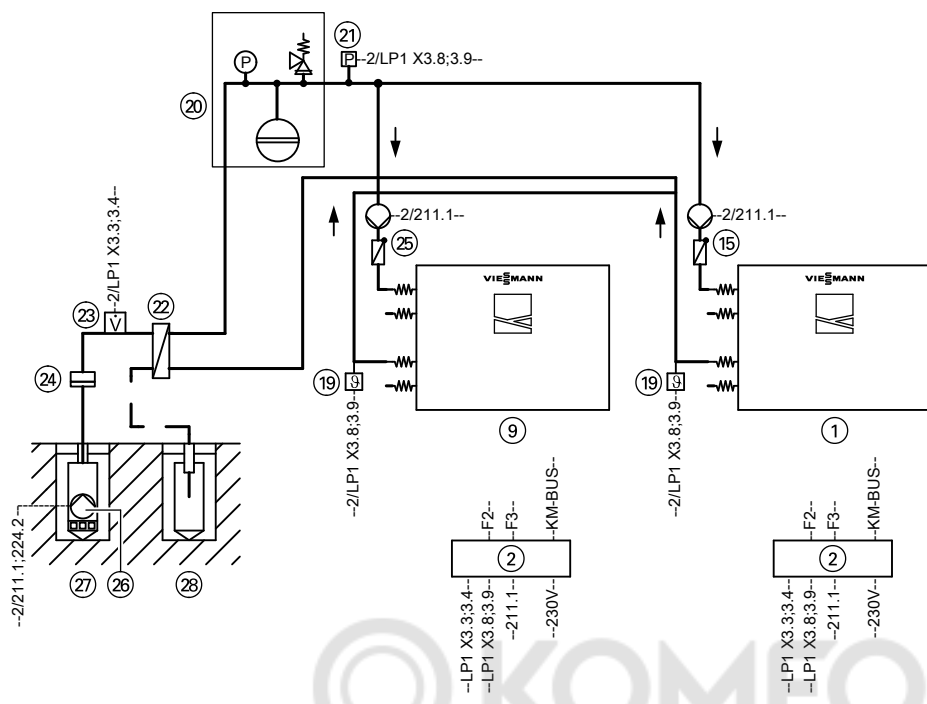 21
P
P
--2/LP1 X3.8;3.9--
20
--2/211.1--
--2/211.1--
25
15
--2/LP1 X3.3;3.4--
23
V
22
VIESMANN
VIESMANN
24
19
ϑ
19
ϑ
--2/LP1 X3.8;3.9--
--2/LP1 X3.8;3.9--
9
1
--2/211.1;224.2
27
26
28
--F2--
--F3--
--KM-BUS--
2
--LP1 X3.3;3.4--
--LP1 X3.8;3.9--
--211.1--
--230V--
--F2--
--F3--
--KM-BUS--
2
--LP1 X3.3;3.4--
--LP1 X3.8;3.9--
--211.1--
--230V--
KOMFO